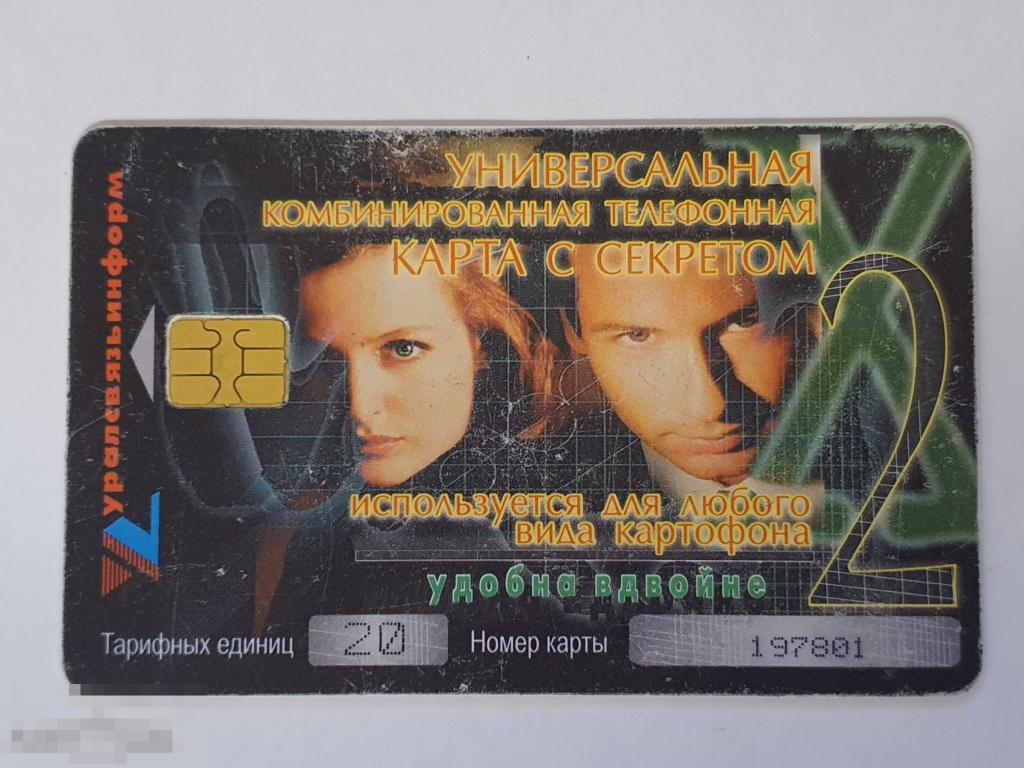 УНИВЕРСАЛЬНАЯ
КОМБИНИРОВАННАЯ ТЕЛЕФОННАЯ
КАРТА С СЕКРЕТОМ
уралсвязьинформ
2
используется для любого
вида картофона
удобна вдвойне
Тарифных единиц 20 Номер карты 197801